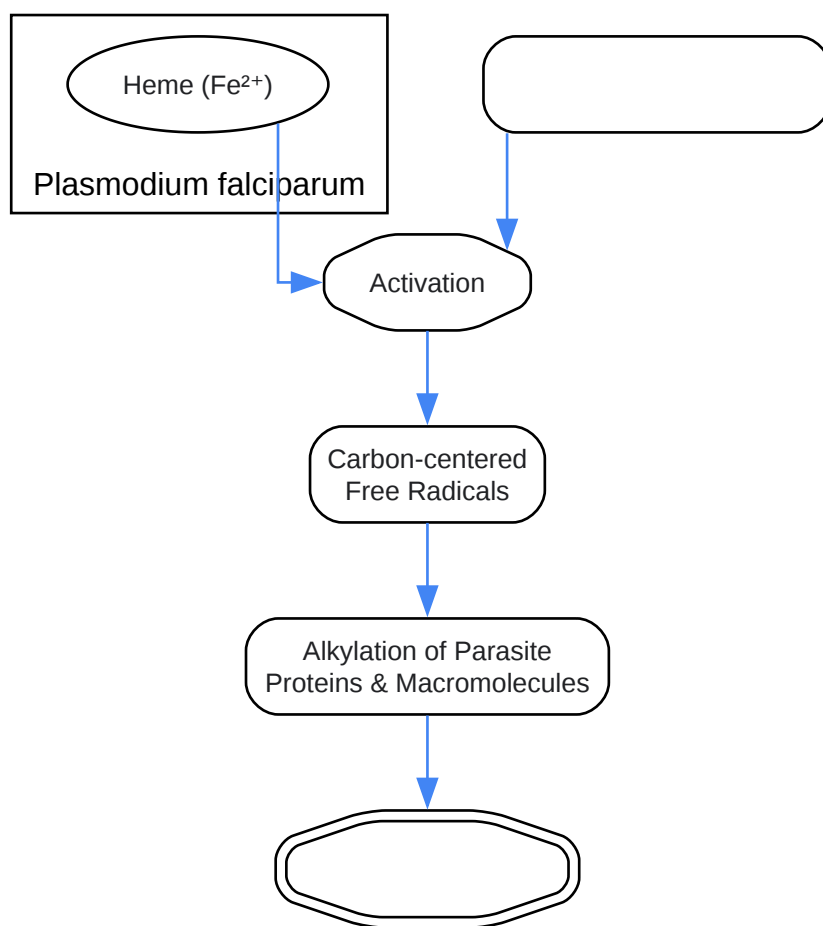 Heme (Fe²⁺)
Plasmodium falciparum
Activation
Carbon-centered
Free Radicals
Alkylation of Parasite
Proteins & Macromolecules